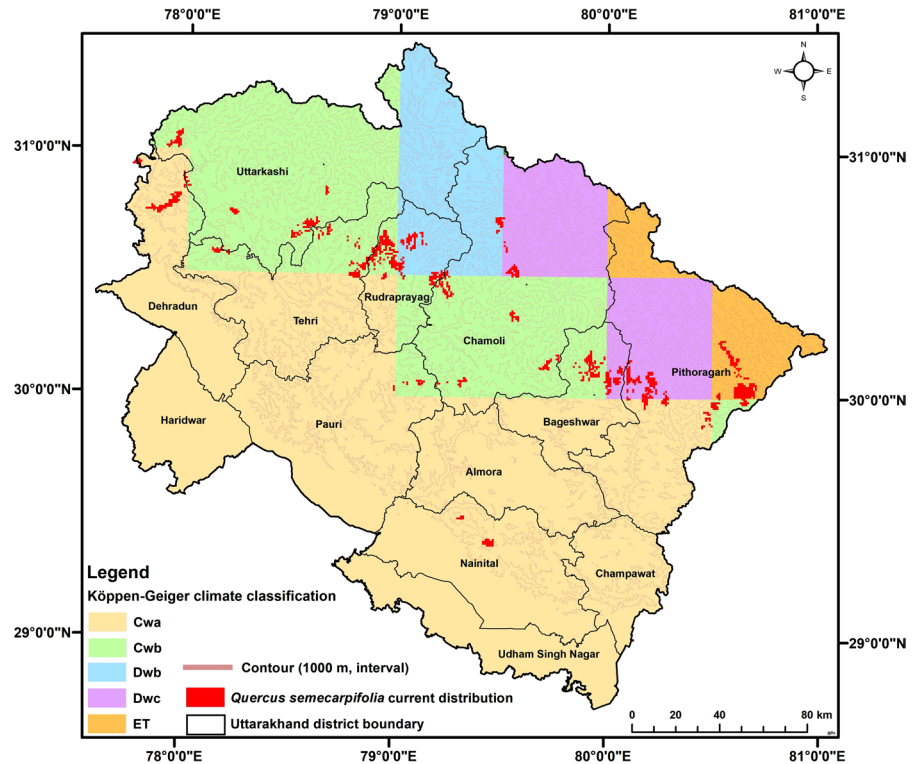 78°0'0"E 79°0'0"E 80°0'0"E 81°0'0"E
N
W E
S
31°0'0"N 31°0'0"N
Uttarkashi
Dehradun
Tehri
Rudraprayag
Chamoli
Pithoragarh
30°0'0"N 30°0'0"N
Haridwar
Pauri
Bageshwar
Almora
Nainital
Champawat
Udham Singh Nagar
29°0'0"N 29°0'0"N
Legend
Köppen-Geiger climate classification
Cwa
Cwb
Dwb
Dwc
ET
Contour (1000 m, interval)
Quercus semecarpifolia current distribution
Uttarakhand district boundary
0 20 40 80 km
78°0'0"E 79°0'0"E 80°0'0"E 81°0'0"E